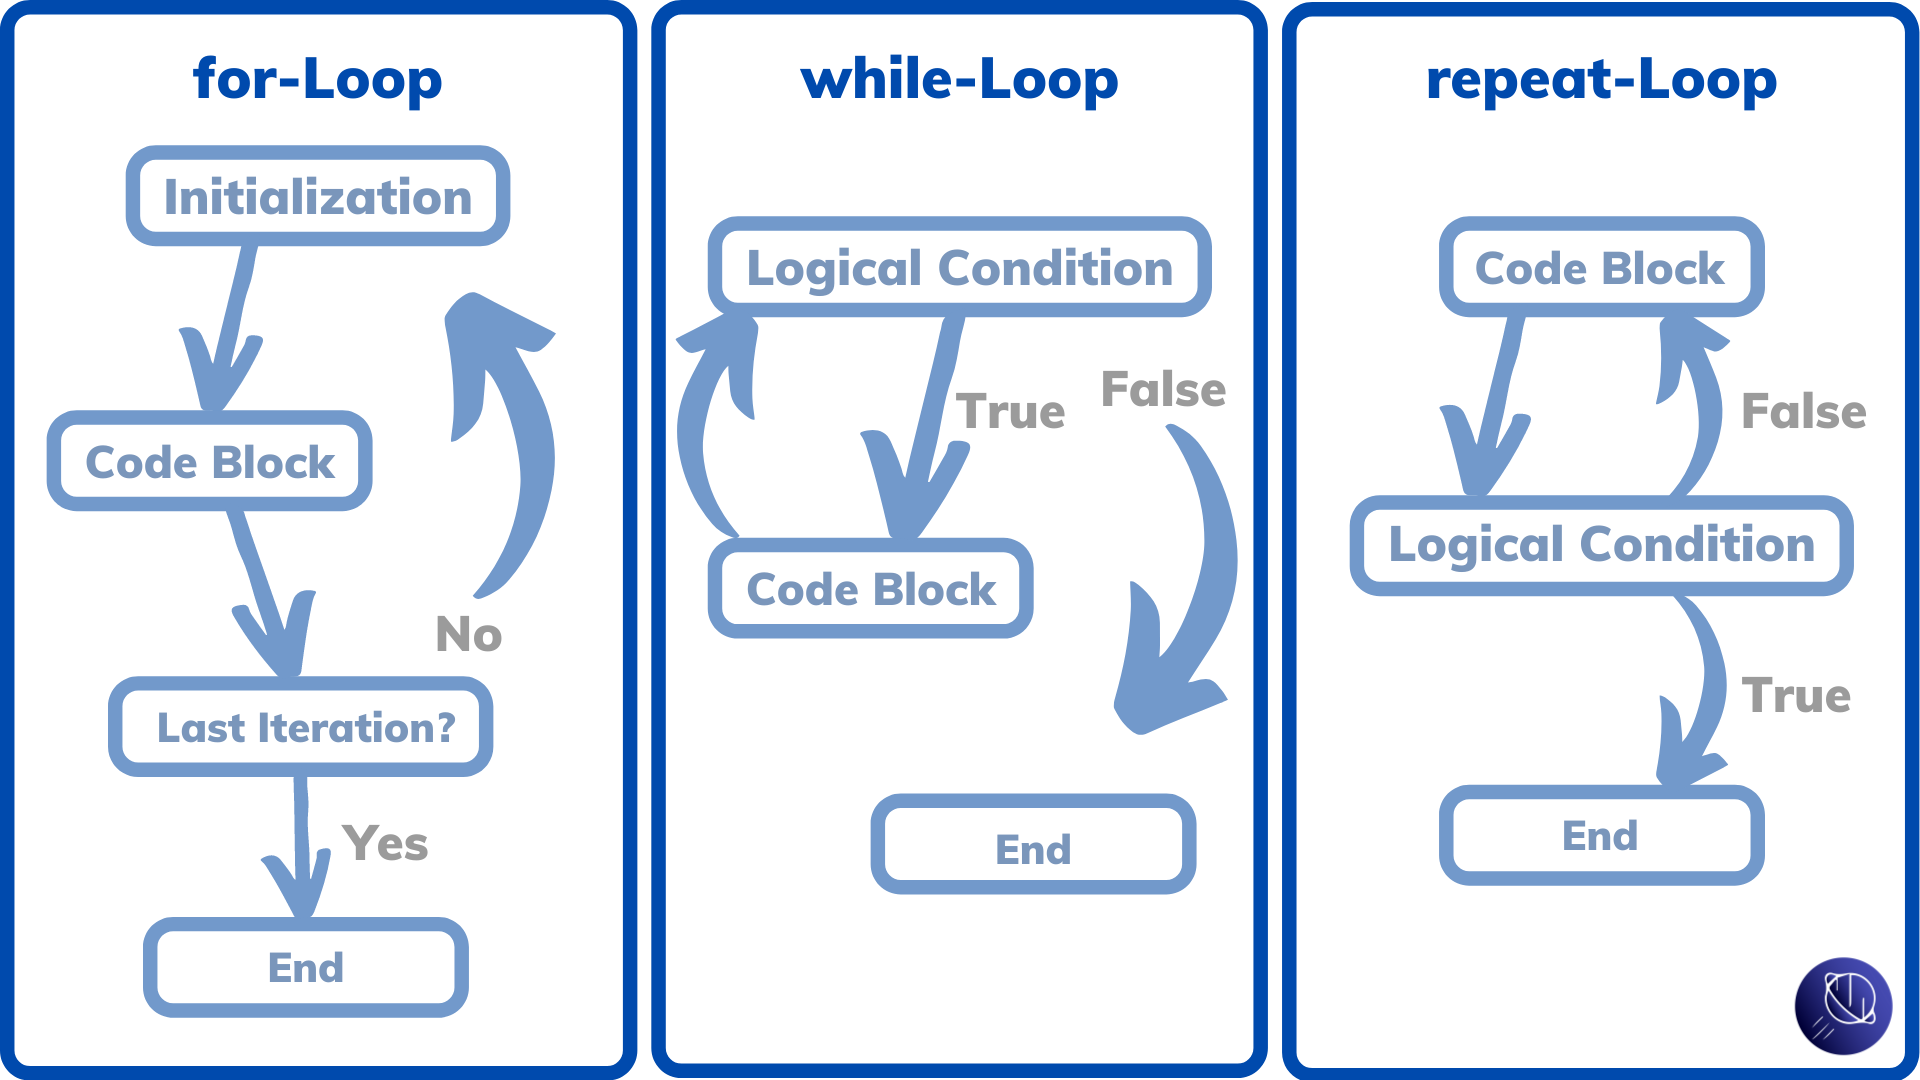 for-Loop
Initialization
Code Block
No
Last Iteration?
Yes
End
while-Loop
Logical Condition
True
False
Code Block
End
repeat-Loop
Code Block
False
Logical Condition
True
End